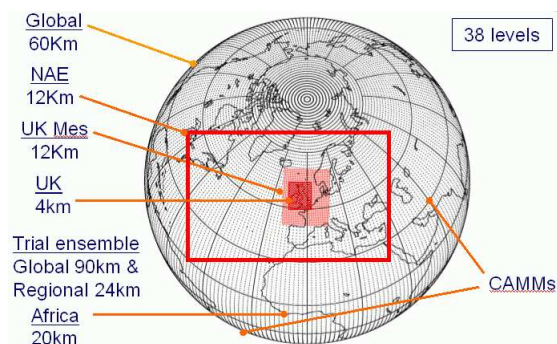 Global
60Km
38 levels
NAE
12Km
UK Mes
12Km
UK
4km
Trial ensemble
Global 90km &
Regional 24km
CAMMs
Africa
20km